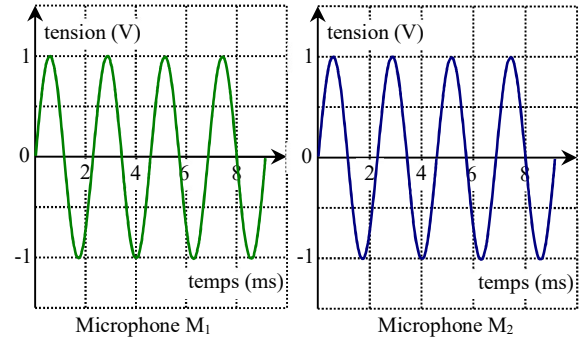 tension (V)
1
0
2 4 6 8
-1
temps (ms)
Microphone M₁
tension (V)
1
0
2 4 6 8
-1
temps (ms)
Microphone M₂